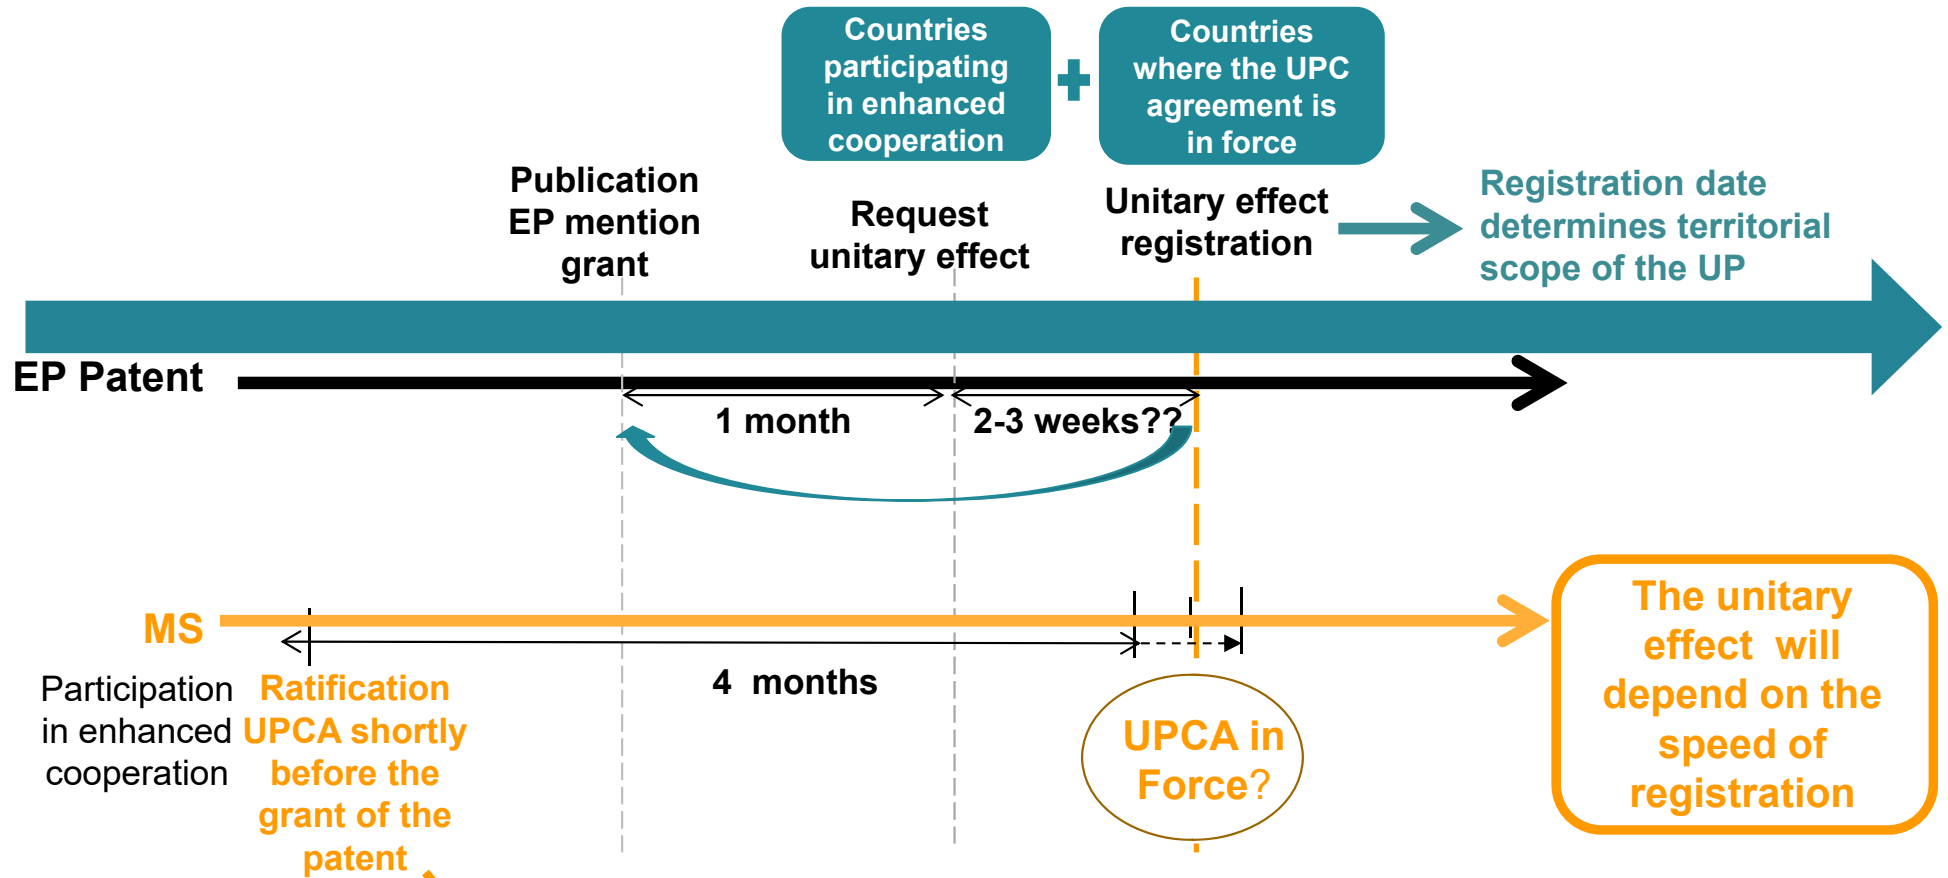 Countries
participating
in enhanced
cooperation
Countries
where the UPC
agreement is
in force
Publication
EP mention
grant
Request
unitary effect
Unitary effect
registration
Registration date
determines territorial
scope of the UP
EP Patent
1 month
2-3 weeks??
MS
4 months
Participation
in enhanced
cooperation
Ratification
UPCA shortly
before the
grant of the
patent
UPCA in
Force?
The unitary
effect will
depend on the
speed of
registration